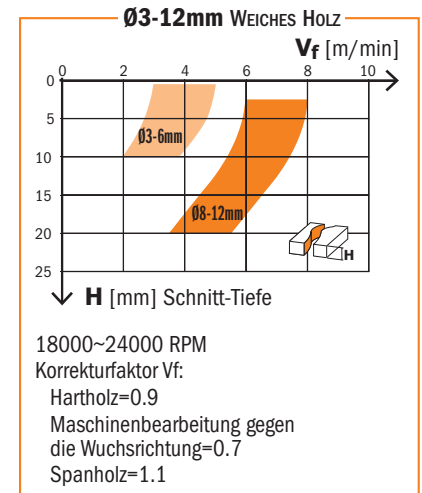 Ø3-12mm WEICHES HOLZ
Vf [m/min]
0 2 4 6 8 10
0
5
10
15
20
25
Ø3-6mm
Ø8-12mm
H
H [mm] Schnitt-Tiefe
18000~24000 RPM
Korrekturfaktor Vf:
Hartholz=0.9
Maschinenbearbeitung gegen
die Wuchsrichtung=0.7
Spanholz=1.1